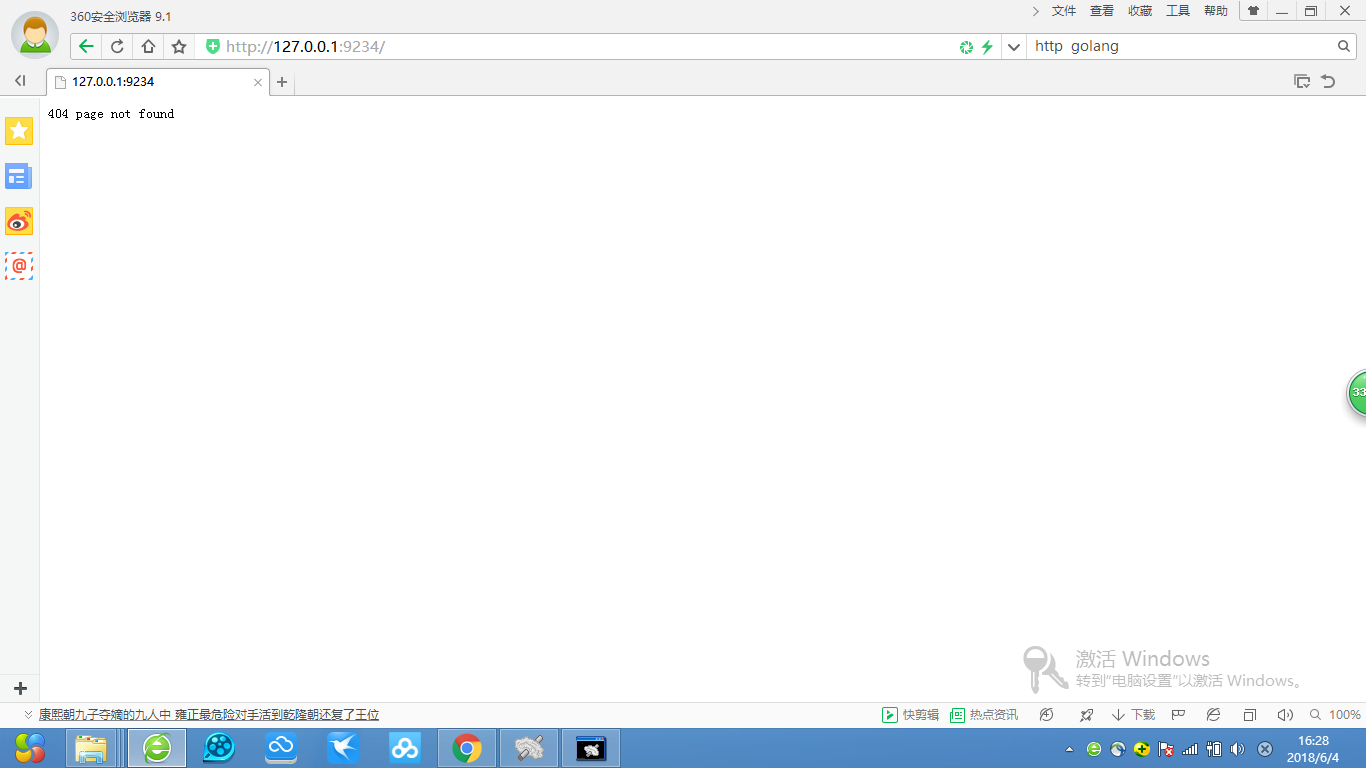 360安全浏览器 9.1
文件 查看 收藏 工具 帮助
http://127.0.0.1:9234/
http golang
127.0.0.1:9234
404 page not found
33
激活 Windows
转到“电脑设置”以激活 Windows。
康熙朝九子夺嫡的九人中 雍正最危险对手活到乾隆朝还复了王位
快剪辑 热点资讯 下载 100%
16:28
2018/6/4